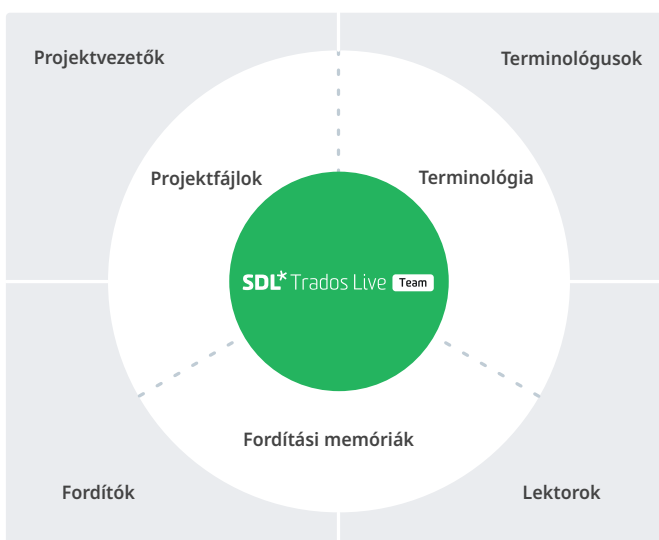 Projektvezetők
Terminológusok
Projektfájlok
Terminológia
SDL* Trados Live Team
Fordítási memóriák
Fordítók
Lektorok